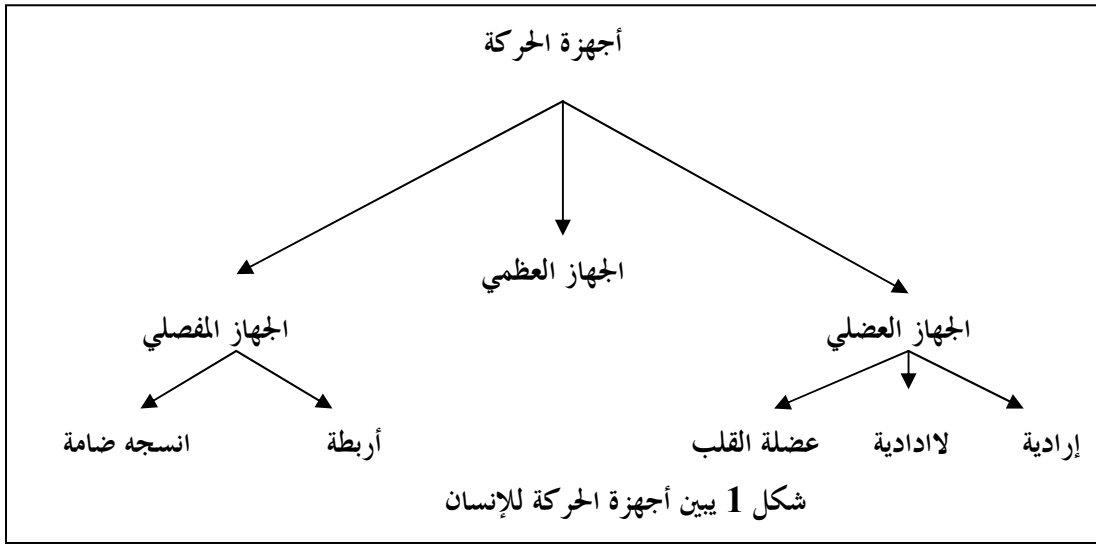 أجهزة الحركة
الجهاز العظمي
الجهاز العضلي
الجهاز المفصلي
إرادية
لاادادية
عضلة القلب
أربطة
انسجه ضامة
شكل 1 يبين أجهزة الحركة للإنسان